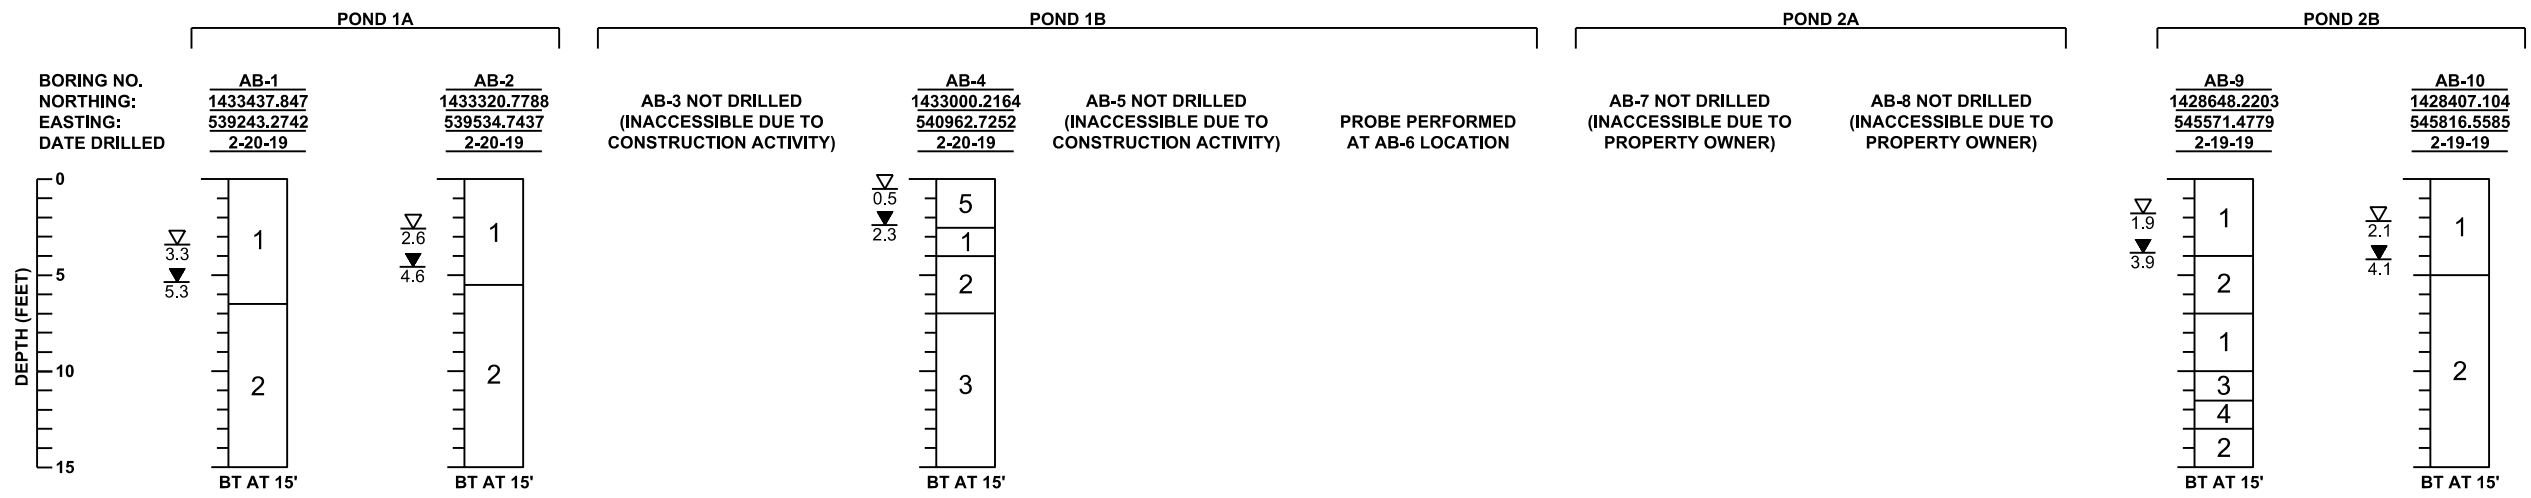 POND 1A
POND 1B
POND 2A
POND 2B
BORING NO.
NORTHING:
EASTING:
DATE DRILLED
AB-1
1433437.847
539243.2742
2-20-19
AB-2
1433320.7788
539534.7437
2-20-19
AB-3 NOT DRILLED
(INACCESSIBLE DUE TO
CONSTRUCTION ACTIVITY)
AB-4
1433000.2164
540962.7252
2-20-19
AB-5 NOT DRILLED
(INACCESSIBLE DUE TO
CONSTRUCTION ACTIVITY)
PROBE PERFORMED
AT AB-6 LOCATION
AB-7 NOT DRILLED
(INACCESSIBLE DUE TO
PROPERTY OWNER)
AB-8 NOT DRILLED
(INACCESSIBLE DUE TO
PROPERTY OWNER)
AB-9
1428648.2203
545571.4779
2-19-19
AB-10
1428407.104
545816.5585
2-19-19
DEPTH (FEET)
0
5
10
15
3.3
5.3
1
2
BT AT 15'
2.6
4.6
1
2
BT AT 15'
0.5
2.3
5
1
2
3
BT AT 15'
1.9
3.9
1
2
1
3
4
2
BT AT 15'
2.1
4.1
1
2
BT AT 15'